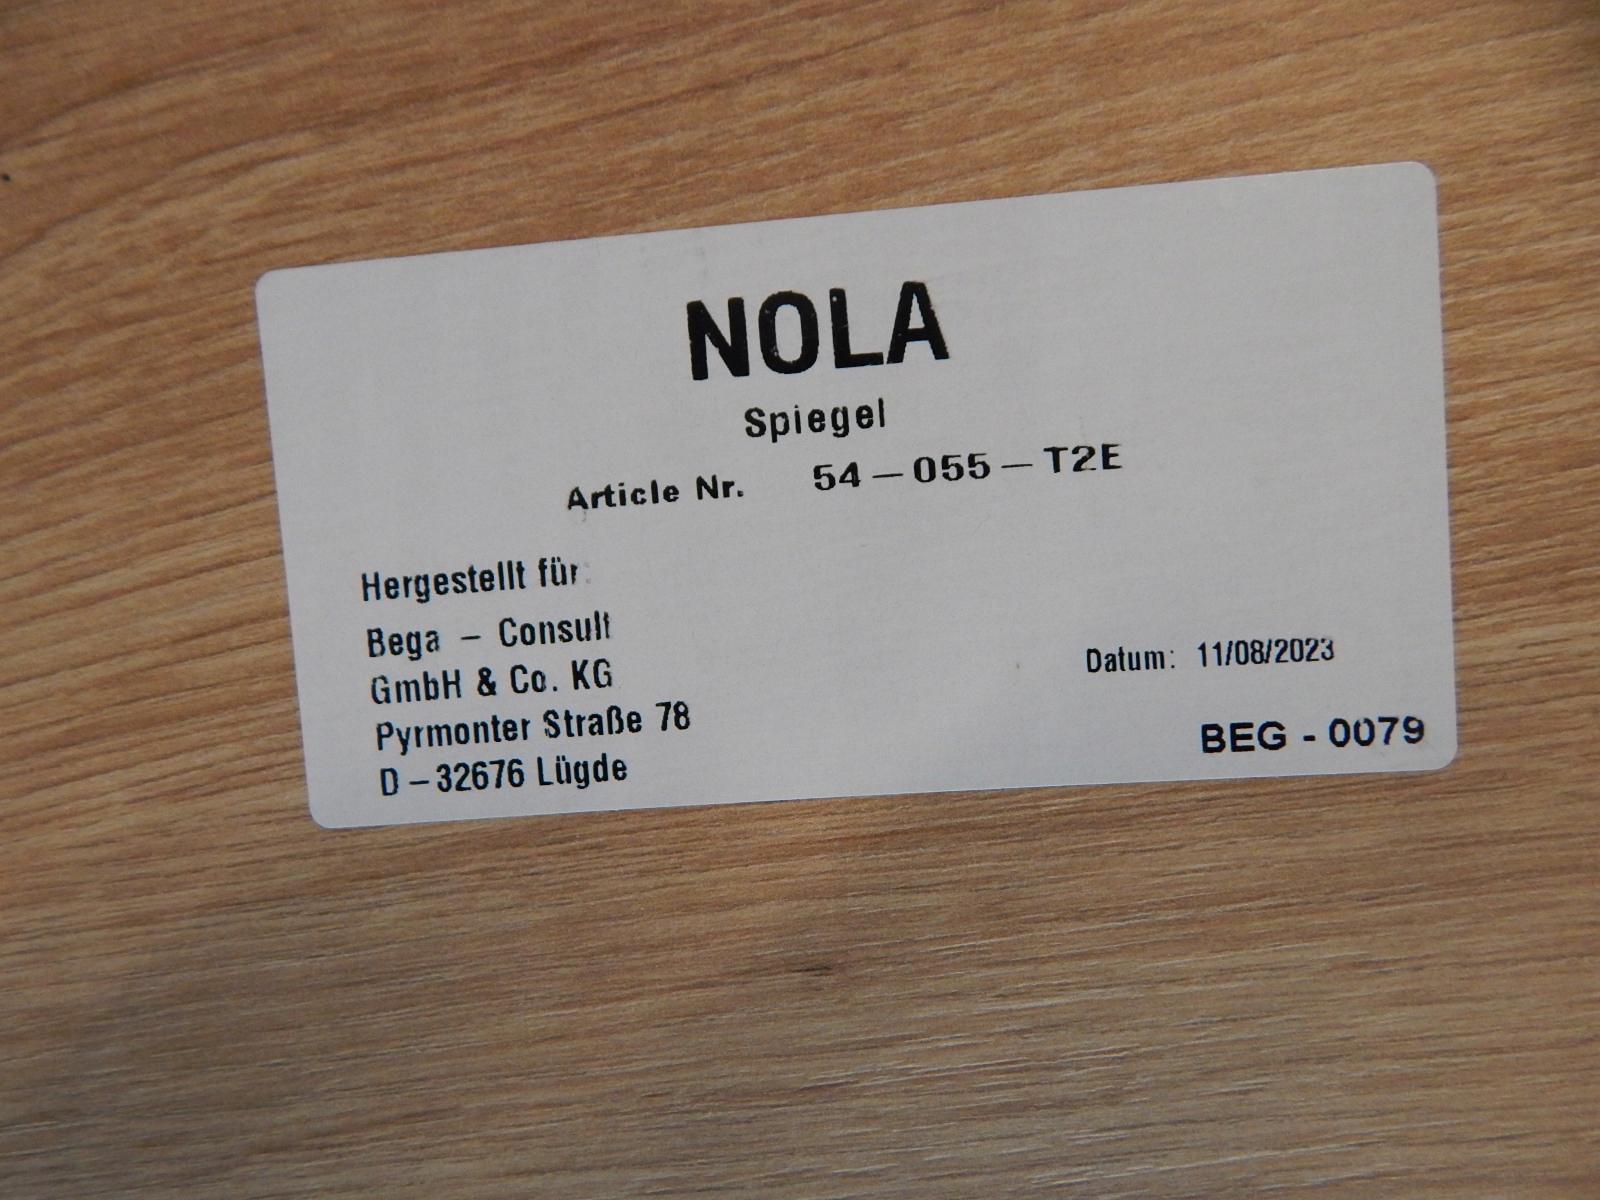 NOLA
Spiegel
Article Nr. 54 – 055 – T2E
Hergestellt für:
Bega – Consult
GmbH & Co. KG
Pyrmonter Straße 78
D – 32676 Lügde
Datum: 11/08/2023
BEG - 0079